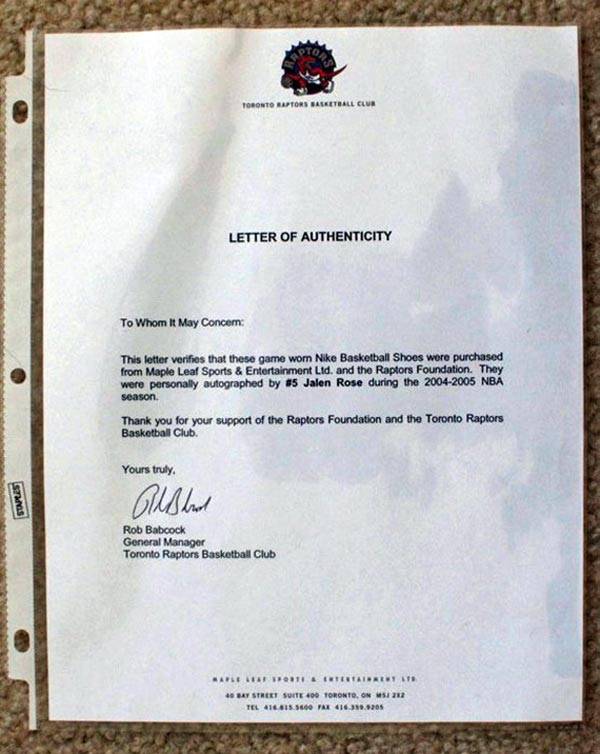 RAPTORS
TORONTO RAPTORS BASKETBALL CLUB
LETTER OF AUTHENTICITY
To Whom It May Concern:
This letter verifies that these game worn Nike Basketball Shoes were purchased
from Maple Leaf Sports & Entertainment Ltd. and the Raptors Foundation. They
were personally autographed by #5 Jalen Rose during the 2004-2005 NBA
season.
Thank you for your support of the Raptors Foundation and the Toronto Raptors
Basketball Club.
Yours truly,
Rob Babcock
General Manager
Toronto Raptors Basketball Club
MAPLE LEAF SPORTS & ENTERTAINMENT LTD.
40 BAY STREET SUITE 400 TORONTO, ON M5J 2X2
TEL 416.815.5600 FAX 416.359.9205
STAPLES